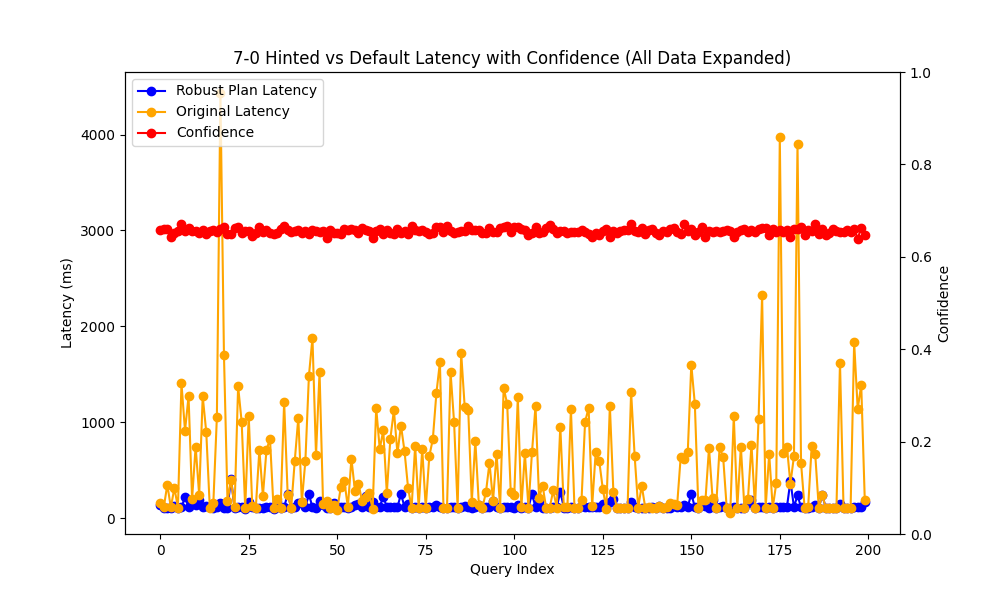 7-0 Hinted vs Default Latency with Confidence (All Data Expanded)
Robust Plan Latency
Original Latency
Confidence
Latency (ms)
4000
3000
2000
1000
0
1.0
0.8
0.6
0.4
0.2
0.0
Confidence
0 25 50 75 100 125 150 175 200
Query Index